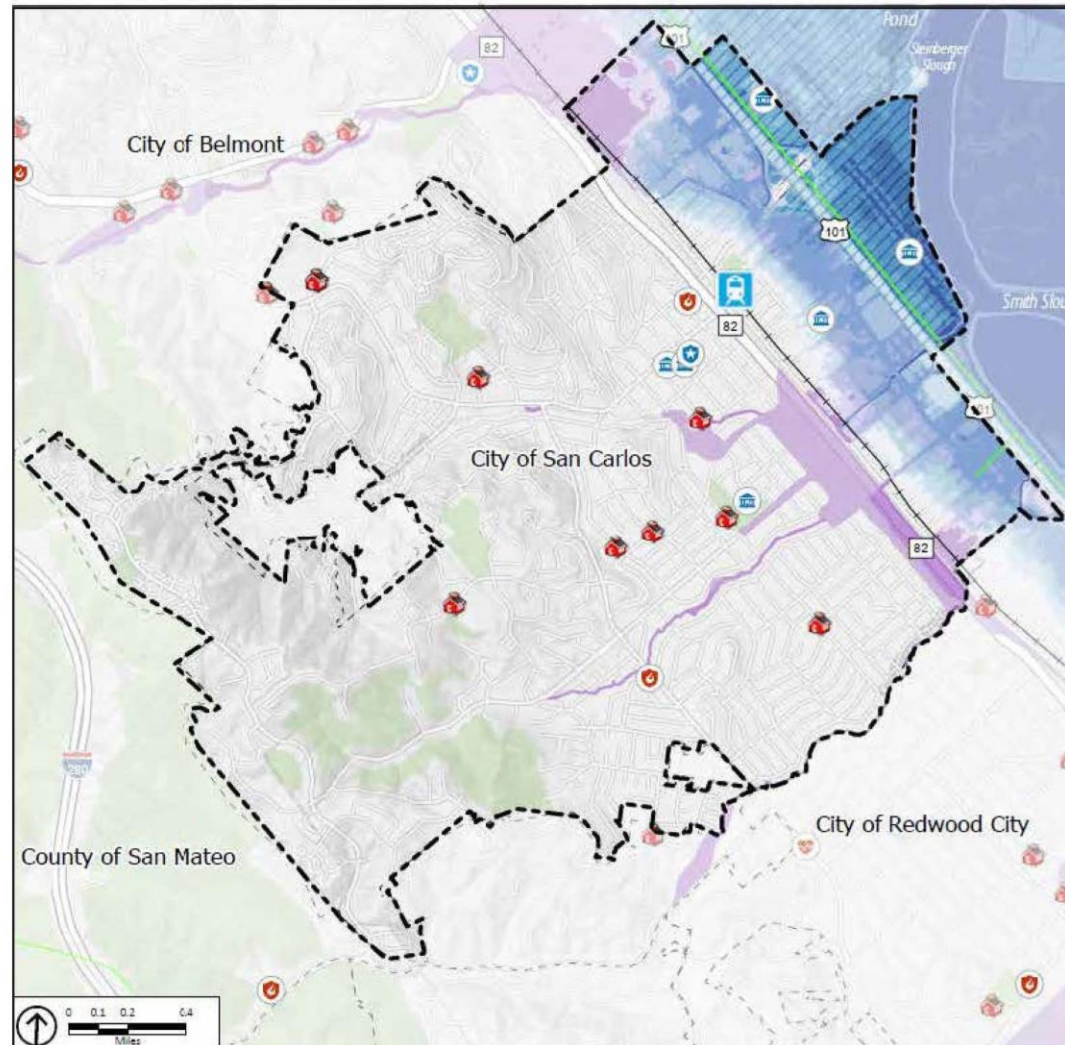 Pond
101
82
Steinberger
Slough
City of Belmont
101
Smith Slou
82
101
City of San Carlos
82
280
City of Redwood City
County of San Mateo
0 0.1 0.2 0.4
Miles